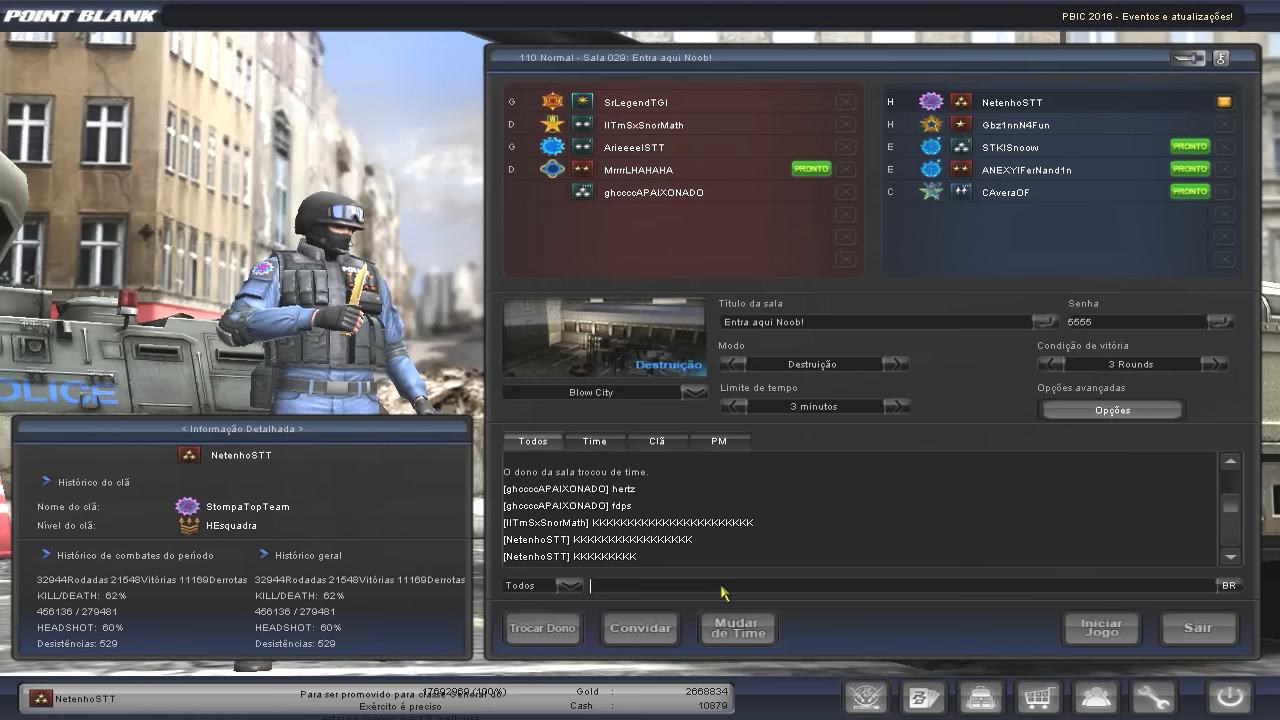 POINT BLANK
PBIC 2016 - Eventos e atualizações!
110 Normal - Sala 029: Entra aqui Noob!
G SrLegendTGI
D IITmSxSnorMath
G ArieeeelSTT
D MrrrrLHAHAHA PRONTO
ghccccAPAIXONADO
H NetenhoSTT
H Gbz1nnN4Fun
E STKISnoow PRONTO
E ANEXYIFerNand1n PRONTO
C CAveraOF PRONTO
Destruição
Blow City
Título da sala
Entra aqui Noob!
Senha
5555
Modo
Destruição
Condição de vitória
3 Rounds
Limite de tempo
3 minutos
Opções avançadas
Opções
Todos Time Clã PM
O dono da sala trocou de time.
[ghccccAPAIXONADO] hertz
[ghccccAPAIXONADO] fdps
[IITmSxSnorMath] KKKKKKKKKKKKKKKKKKKKKKK
[NetenhoSTT] KKKKKKKKKKKKKKKKK
[NetenhoSTT] KKKKKKKKK
Todos BR
Trocar Dono
Convidar
Mudar
de Time
Iniciar
Jogo
Sair
POLICE
< Informação Detalhada >
NetenhoSTT
Histórico do clã
Nome do clã: StompaTopTeam
Nível do clã: HEsquadra
Histórico de combates do período
Histórico geral
32944Rodadas 21548Vitórias 11169Derrotas
32944Rodadas 21548Vitórias 11169Derrotas
KILL/DEATH: 62%
KILL/DEATH: 62%
456136 / 279481
456136 / 279481
HEADSHOT: 60%
HEADSHOT: 60%
Desistências: 529
Desistências: 529
NetenhoSTT
Para ser promovido para classe
Exército é preciso
Gold : 2668834
Cash : 10879